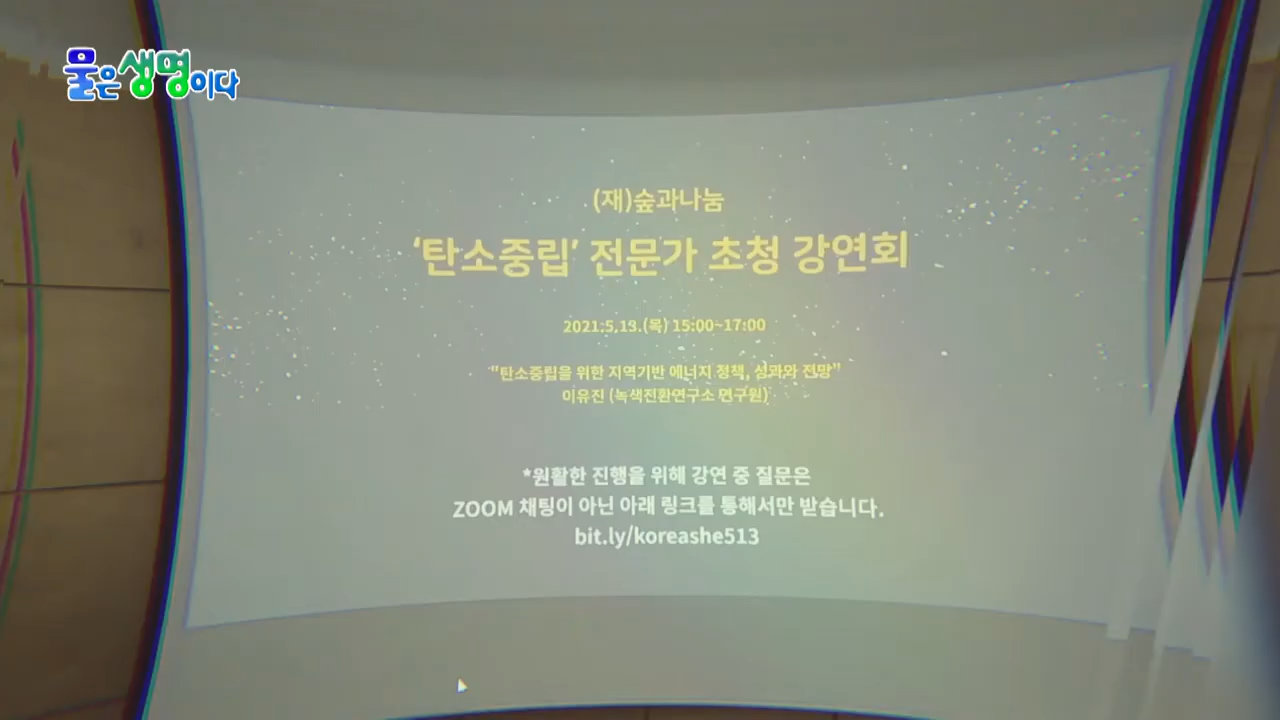 물은생명이다
(재)숲과나눔
‘탄소중립’ 전문가 초청 강연회
2021.5.13.(목) 15:00~17:00
"탄소중립을 위한 지역기반 에너지 정책, 성과와 전망"
이유진 (녹색전환연구소 연구원)
*원활한 진행을 위해 강연 중 질문은
ZOOM 채팅이 아닌 아래 링크를 통해서만 받습니다.
bit.ly/koreashe513